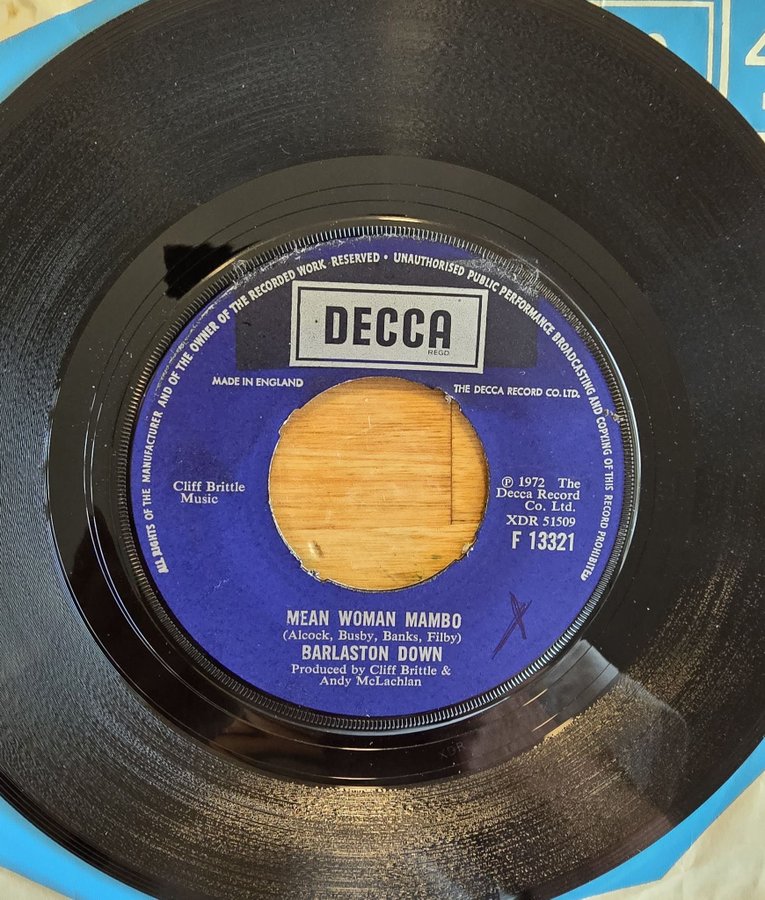 ALL RIGHTS OF THE MANUFACTURER AND OF THE OWNER OF THE RECORDED WORK RESERVED • UNAUTHORISED PUBLIC PERFORMANCE BROADCASTING AND COPYING OF THIS RECORD PROHIBITED
DECCA
REGD
MADE IN ENGLAND
THE DECCA RECORD CO. LTD.
Cliff Brittle
Music
℗ 1972 The
Decca Record
Co. Ltd.
XDR 51509
F 13321
MEAN WOMAN MAMBO
(Alcock, Busby, Banks, Filby)
BARLASTON DOWN
Produced by Cliff Brittle &
Andy McLachlan
X
XDR